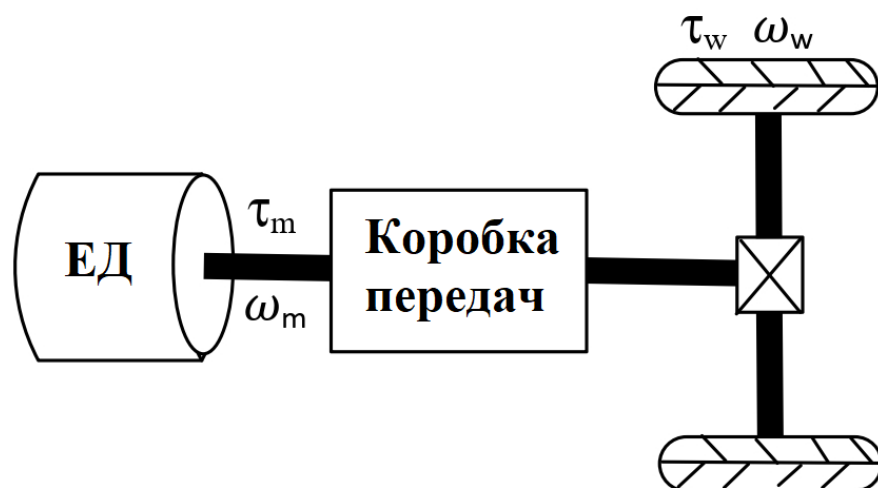 τw ωw
ЕД
τm
ωm
Коробка
передач